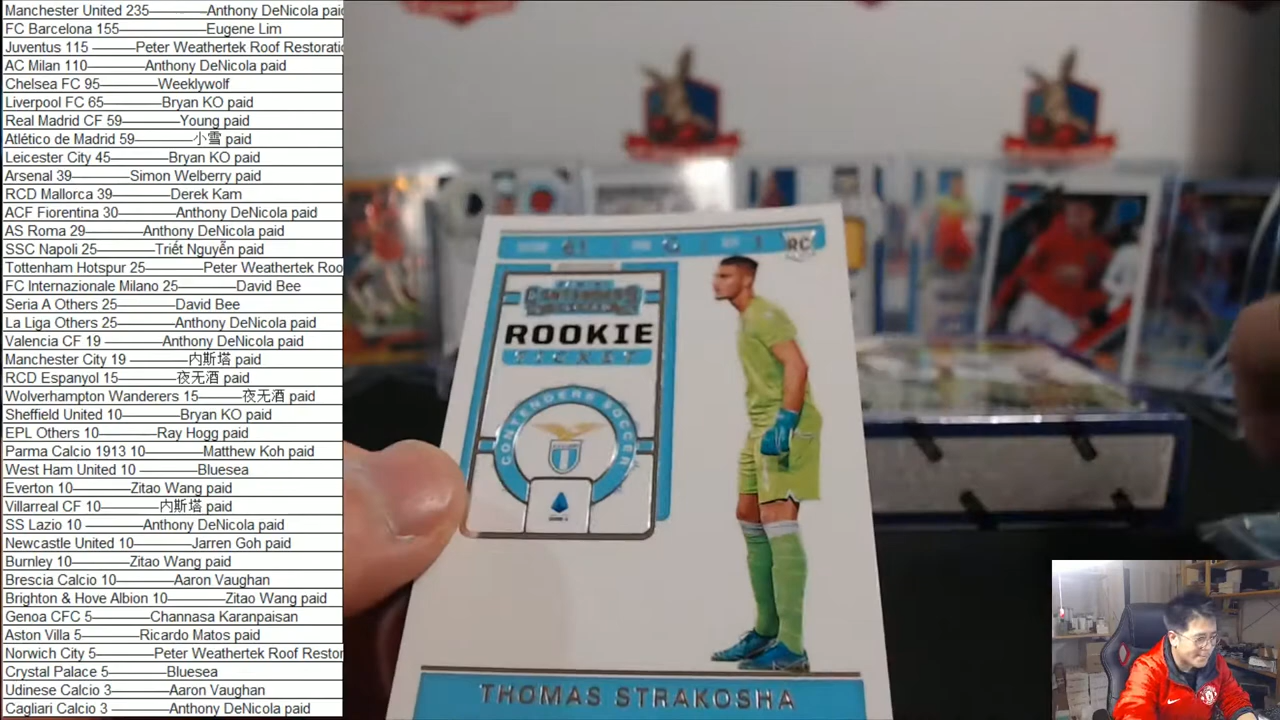 Manchester United 235————Anthony DeNicola paid
FC Barcelona 155—————Eugene Lim
Juventus 115 ———Peter Weathertek Roof Restoratio
AC Milan 110————Anthony DeNicola paid
Chelsea FC 95————Weeklywolf
Liverpool FC 65————Bryan KO paid
Real Madrid CF 59————Young paid
Atlético de Madrid 59————小雪 paid
Leicester City 45—————Bryan KO paid
Arsenal 39————Simon Welberry paid
RCD Mallorca 39————Derek Kam
ACF Fiorentina 30————Anthony DeNicola paid
AS Roma 29————Anthony DeNicola paid
SSC Napoli 25————Triết Nguyễn paid
Tottenham Hotspur 25————Peter Weathertek Roo
FC Internazionale Milano 25————David Bee
Seria A Others 25————David Bee
La Liga Others 25————Anthony DeNicola paid
Valencia CF 19 ————Anthony DeNicola paid
Manchester City 19 ————内斯塔 paid
RCD Espanyol 15————夜无酒 paid
Wolverhampton Wanderers 15———夜无酒 paid
Sheffield United 10————Bryan KO paid
EPL Others 10————Ray Hogg paid
Parma Calcio 1913 10————Matthew Koh paid
West Ham United 10 ————Bluesea
Everton 10————Zitao Wang paid
Villarreal CF 10————内斯塔 paid
SS Lazio 10 ————Anthony DeNicola paid
Newcastle United 10————Jarren Goh paid
Burnley 10————Zitao Wang paid
Brescia Calcio 10————Aaron Vaughan
Brighton & Hove Albion 10————Zitao Wang paid
Genoa CFC 5————Channasa Karanpaisan
Aston Villa 5————Ricardo Matos paid
Norwich City 5————Peter Weathertek Roof Restor
Crystal Palace 5————Bluesea
Udinese Calcio 3 ————Aaron Vaughan
Cagliari Calcio 3 ————Anthony DeNicola paid
RC
CONTENDERS
ROOKIE
TICKET
CONTENDERS SOCCER
THOMAS STRAKOSHA